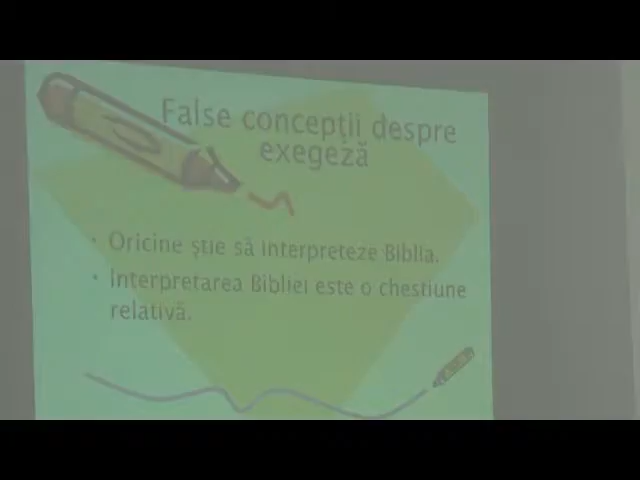 False concepţii despre
exegeză
• Oricine ştie să interpreteze Biblia.
• Interpretarea Bibliei este o chestiune
relativă.